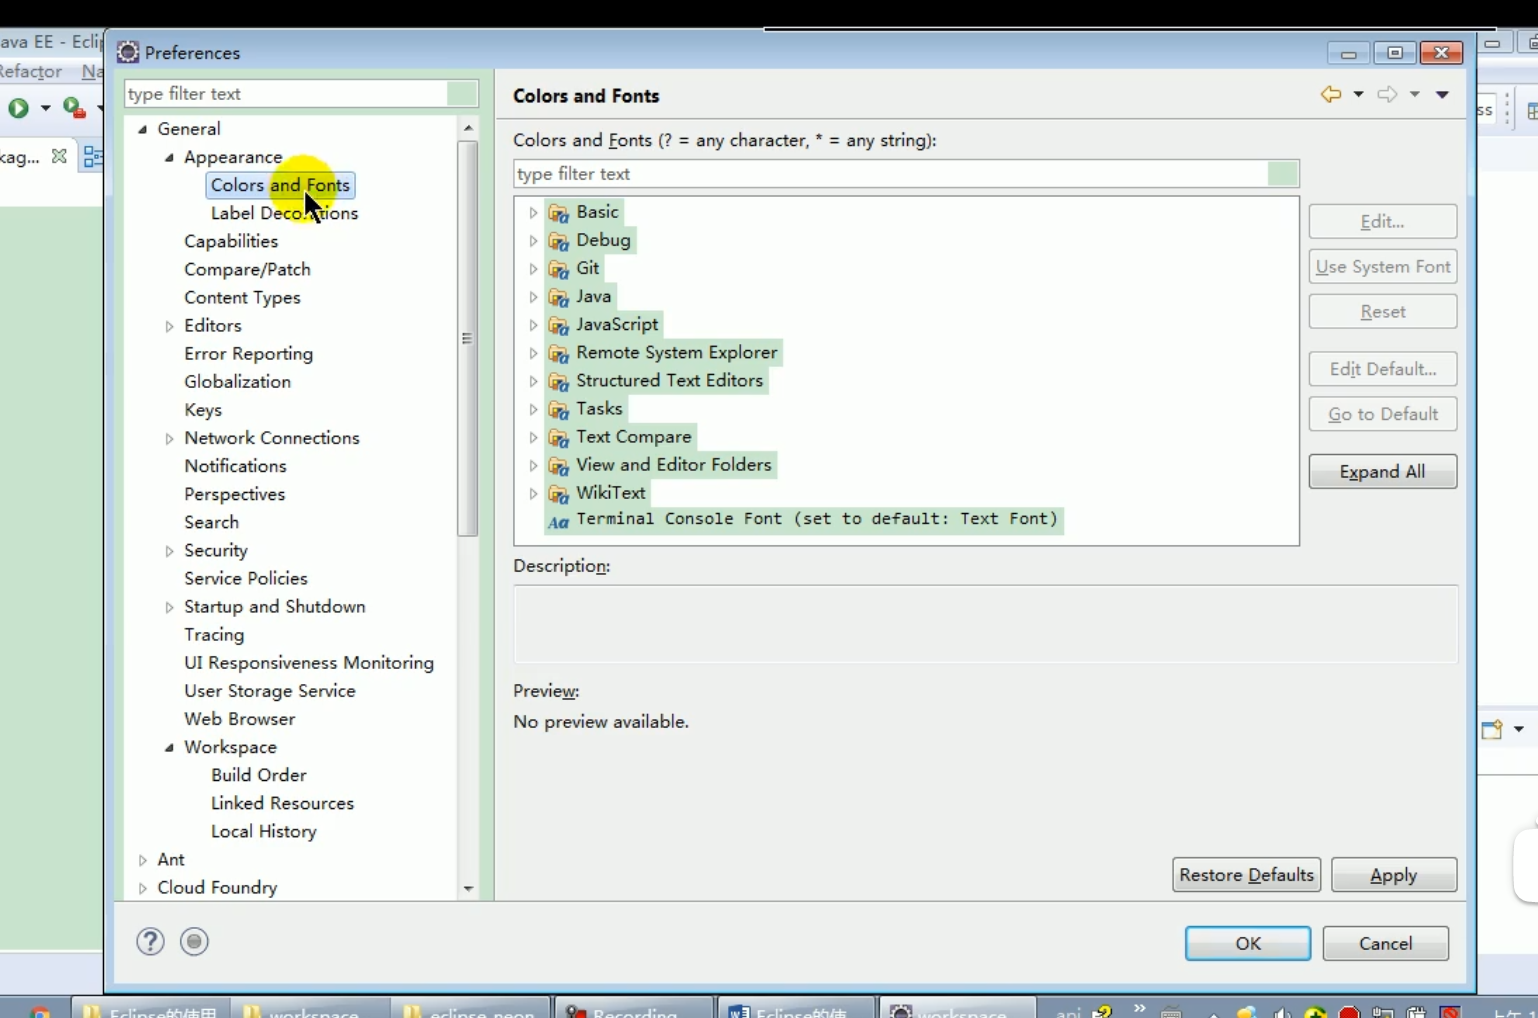 ava EE - Eclip
Preferences
Refactor Na
type filter text
Colors and Fonts
General
Appearance
Colors and Fonts
Label Decorations
Capabilities
Compare/Patch
Content Types
Editors
Error Reporting
Globalization
Keys
Network Connections
Notifications
Perspectives
Search
Security
Service Policies
Startup and Shutdown
Tracing
UI Responsiveness Monitoring
User Storage Service
Web Browser
Workspace
Build Order
Linked Resources
Local History
Ant
Cloud Foundry
kag...
ss
Colors and Fonts (? = any character, * = any string):
type filter text
Basic
Debug
Git
Java
JavaScript
Remote System Explorer
Structured Text Editors
Tasks
Text Compare
View and Editor Folders
WikiText
Aa Terminal Console Font (set to default: Text Font)
Edit...
Use System Font
Reset
Edit Default...
Go to Default
Expand All
Description:
Preview:
No preview available.
Restore Defaults
Apply
OK
Cancel
Eclipse的使用
workspace
eclipse_neon
Recording...
Eclipse的使
workspace
api
上午